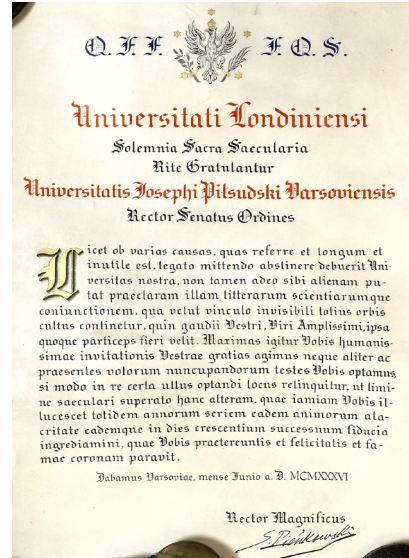 Q. F. F. F. Q. S.
Universitati Londiniensi
Solemnia Sacra Saecularia
Rite Gratulantur
Universitatis Josephi Piłsudski Varsoviensis
Rector Senatus Ordines
Licet ob varias causas, quas referre et longum et
inutile est, legato mittendo abstinere debuerit Uni-
versitas nostra, non tamen adeo sibi alienam pu-
tat praeclaram illam litterarum scientiarumque
coniunctionem, qua velut vinculo invisibili totius orbis
cultus continetur, quin gaudii Vestri, Viri Amplissimi, ipsa
quoque particeps fieri velit. Maximas igitur Vobis humanis-
simae invitationis Vestrae gratias agimus neque aliter ac
praesentes votorum nuncupandorum testes Vobis optamus,
si modo in re certa ullus optandi locus relinquitur, ut limi-
ne saeculari superato hanc alteram, quae iamiam Vobis il-
lucescet totidem annorum seriem eadem animorum ala-
critate eademque in dies crescentium successuum fiducia
ingrediamini, quae Vobis praetereuntis et felicitatis et fa-
mae coronam paravit.
Dabamus Varsoviae, mense Junio a. D. MCMXXXVI
Rector Magnificus
S. Pieńkowski